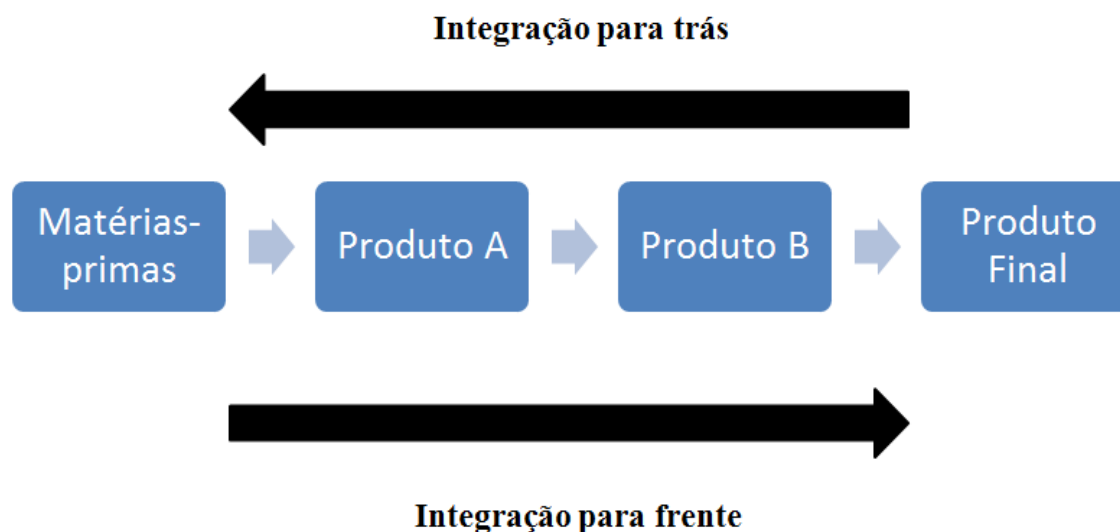 Integração para trás
Matérias-
primas
Produto A
Produto B
Produto
Final
Integração para frente